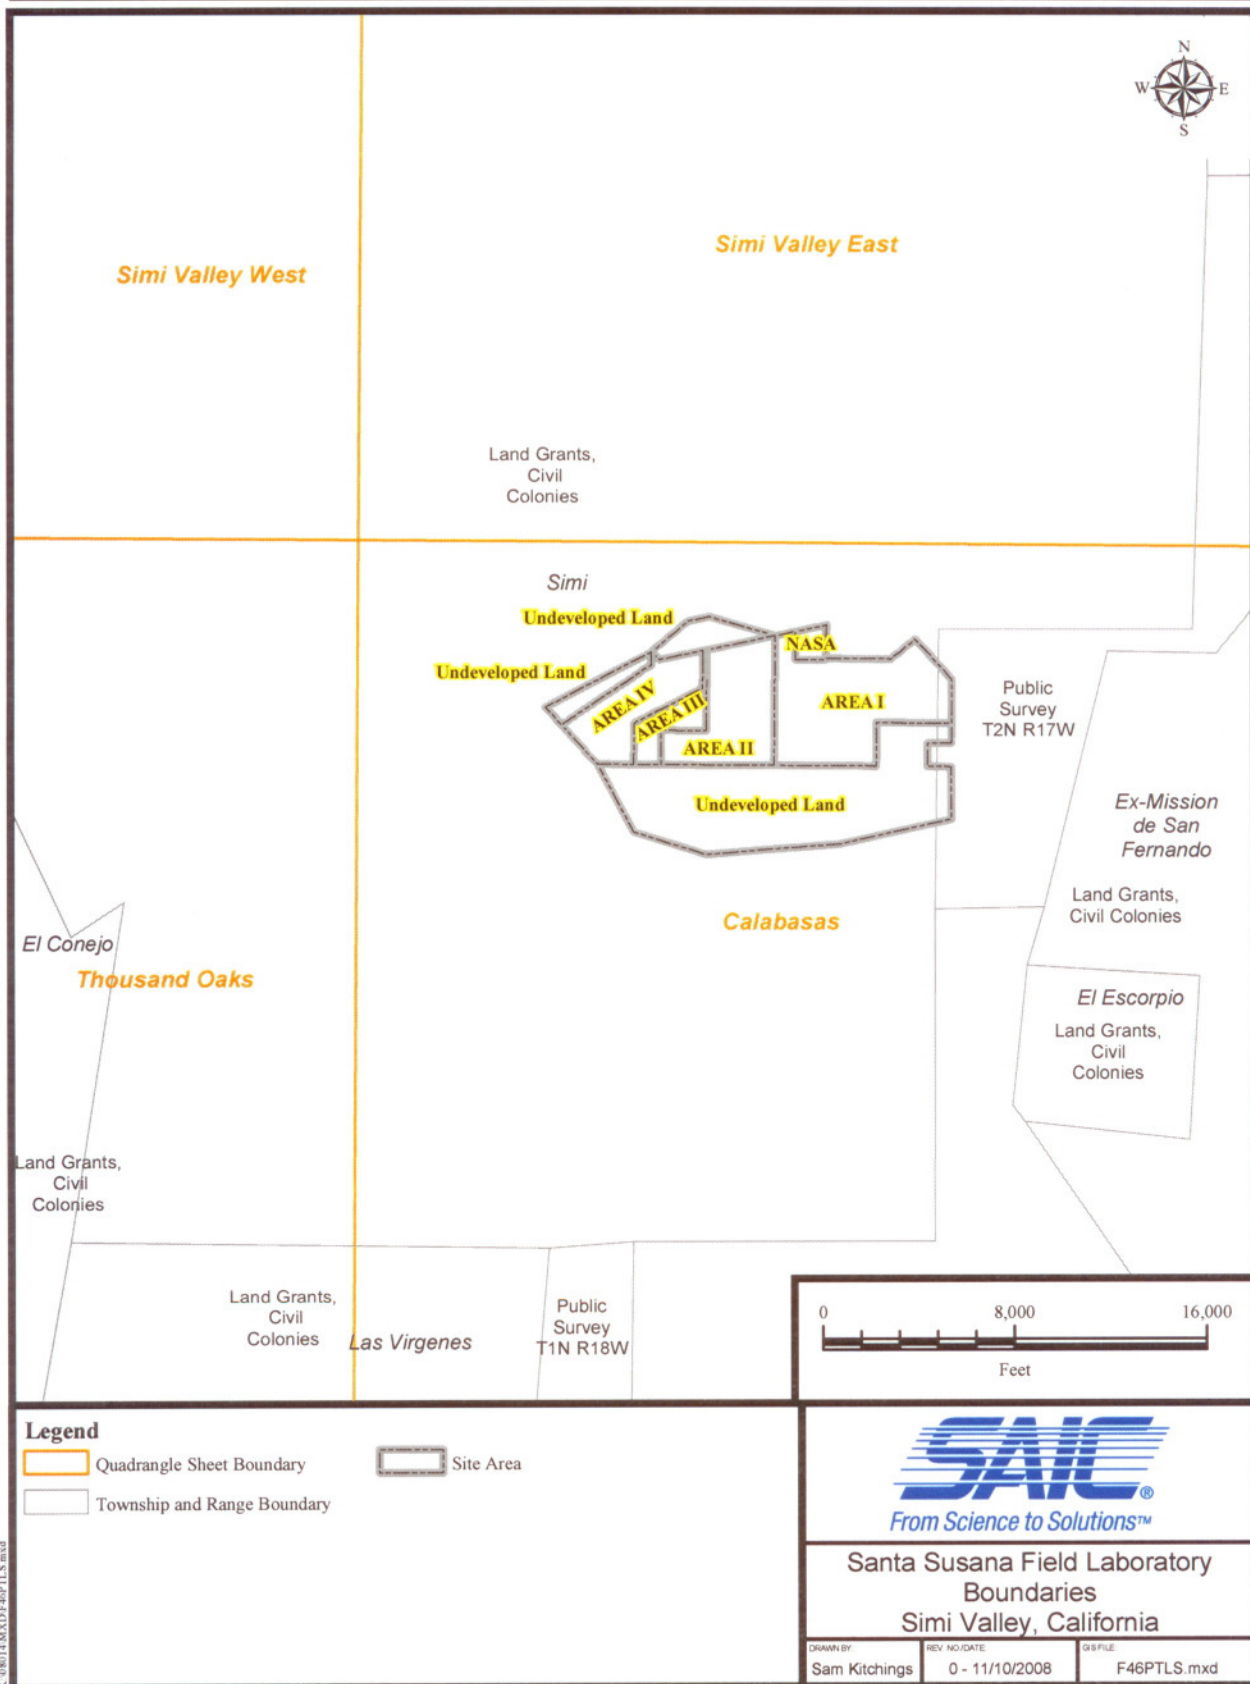 N
W E
S
Simi Valley East
Simi Valley West
Land Grants,
Civil
Colonies
Simi
Undeveloped Land
NASA
Undeveloped Land
AREA IV
AREA III
AREA I
AREA II
Undeveloped Land
Public
Survey
T2N R17W
Ex-Mission
de San
Fernando
Land Grants,
Civil Colonies
Calabasas
El Conejo
Thousand Oaks
El Escorpio
Land Grants,
Civil
Colonies
Land Grants,
Civil
Colonies
Land Grants,
Civil
Colonies
Las Virgenes
Public
Survey
T1N R18W
0 8,000 16,000
Feet
Legend
Quadrangle Sheet Boundary
Site Area
Township and Range Boundary
SAIC®
From Science to Solutions™
Santa Susana Field Laboratory
Boundaries
Simi Valley, California
DRAWN BY
Sam Kitchings
REV. NO./DATE:
0 - 11/10/2008
GIS FILE:
F46PTLS.mxd